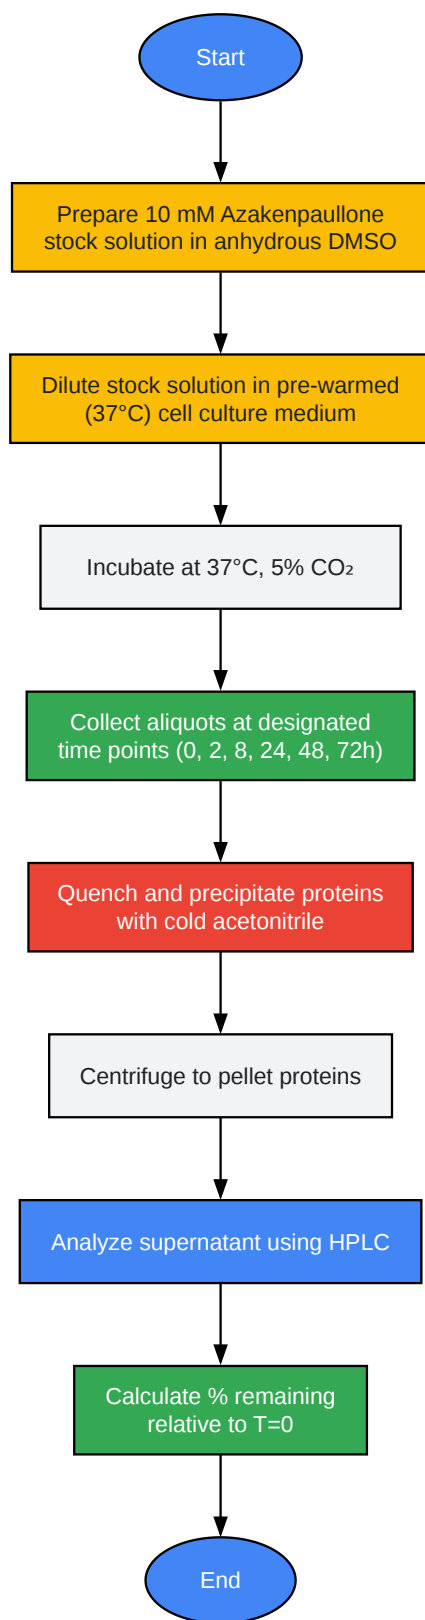 Start
Prepare 10 mM Azakenpaullone
stock solution in anhydrous DMSO
Dilute stock solution in pre-warmed
(37°C) cell culture medium
Incubate at 37°C, 5% CO₂
Collect aliquots at designated
time points (0, 2, 8, 24, 48, 72h)
Quench and precipitate proteins
with cold acetonitrile
Centrifuge to pellet proteins
Analyze supernatant using HPLC
Calculate % remaining
relative to T=0
End